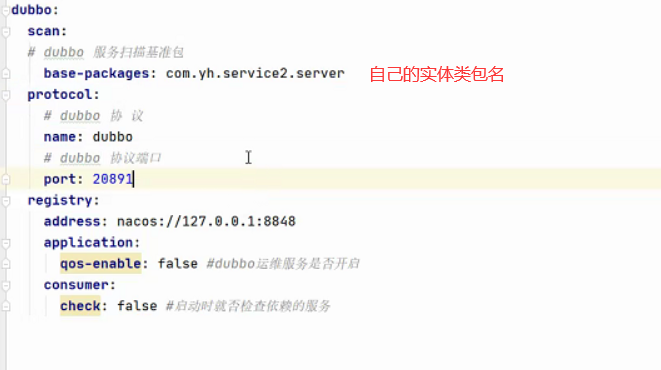 dubbo:
  scan:
  # dubbo 服务扫描基准包
    base-packages: com.yh.service2.server 自己的实体类包名
  protocol:
    # dubbo 协 议
    name: dubbo
    # dubbo 协议端口
    port: 20891
  registry:
    address: nacos://127.0.0.1:8848
    application:
      qos-enable: false #dubbo运维服务是否开启
    consumer:
      check: false #启动时就否检查依赖的服务